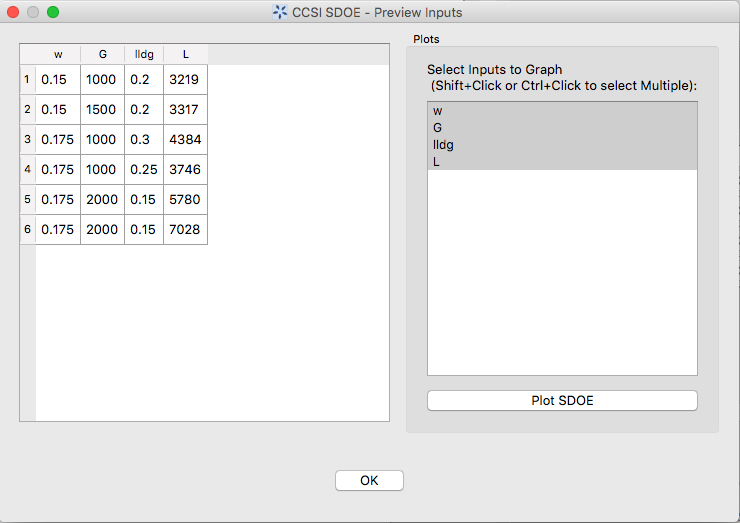 CCSI SDOE - Preview Inputs
w G lldg L
1 0.15 1000 0.2 3219
2 0.15 1500 0.2 3317
3 0.175 1000 0.3 4384
4 0.175 1000 0.25 3746
5 0.175 2000 0.15 5780
6 0.175 2000 0.15 7028
Plots
Select Inputs to Graph
(Shift+Click or Ctrl+Click to select Multiple):
w
G
lldg
L
Plot SDOE
OK